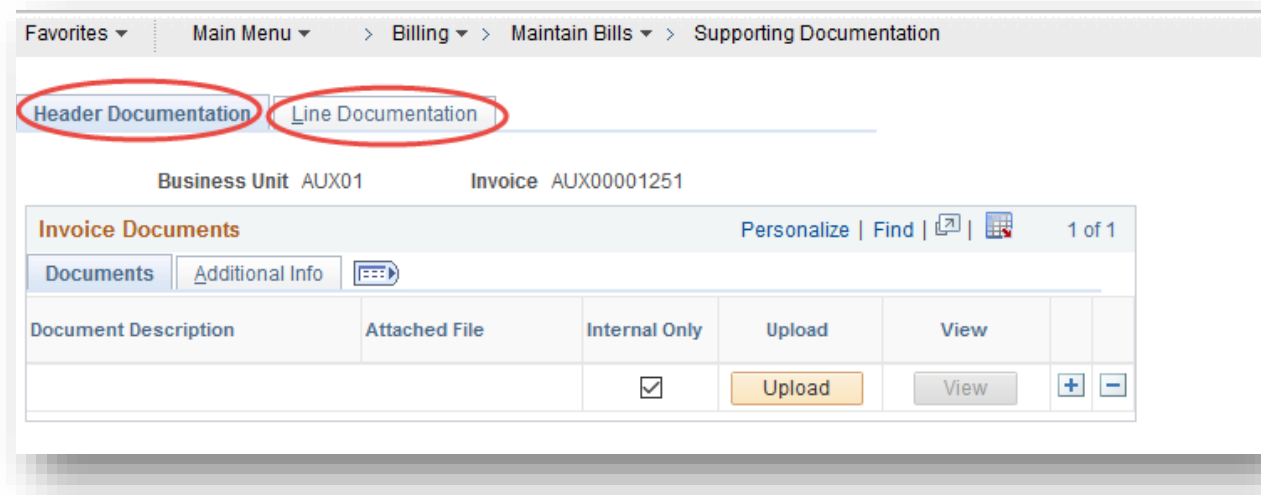 Favorites Main Menu > Billing > Maintain Bills > Supporting Documentation
Header Documentation Line Documentation
Business Unit AUX01 Invoice AUX00001251
Invoice Documents Personalize | Find | | 1 of 1
Documents Additional Info
Document Description Attached File Internal Only Upload View
Upload View + -